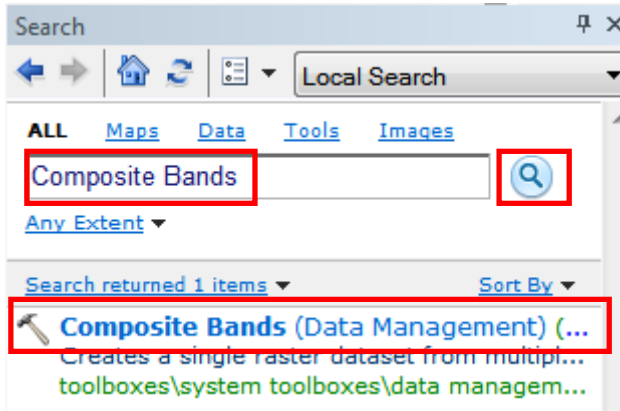 Search
Local Search
ALL Maps Data Tools Images
Composite Bands
Any Extent
Search returned 1 items Sort By
Composite Bands (Data Management) (...
Creates a single raster dataset from multipl...
toolboxes\system toolboxes\data managem...